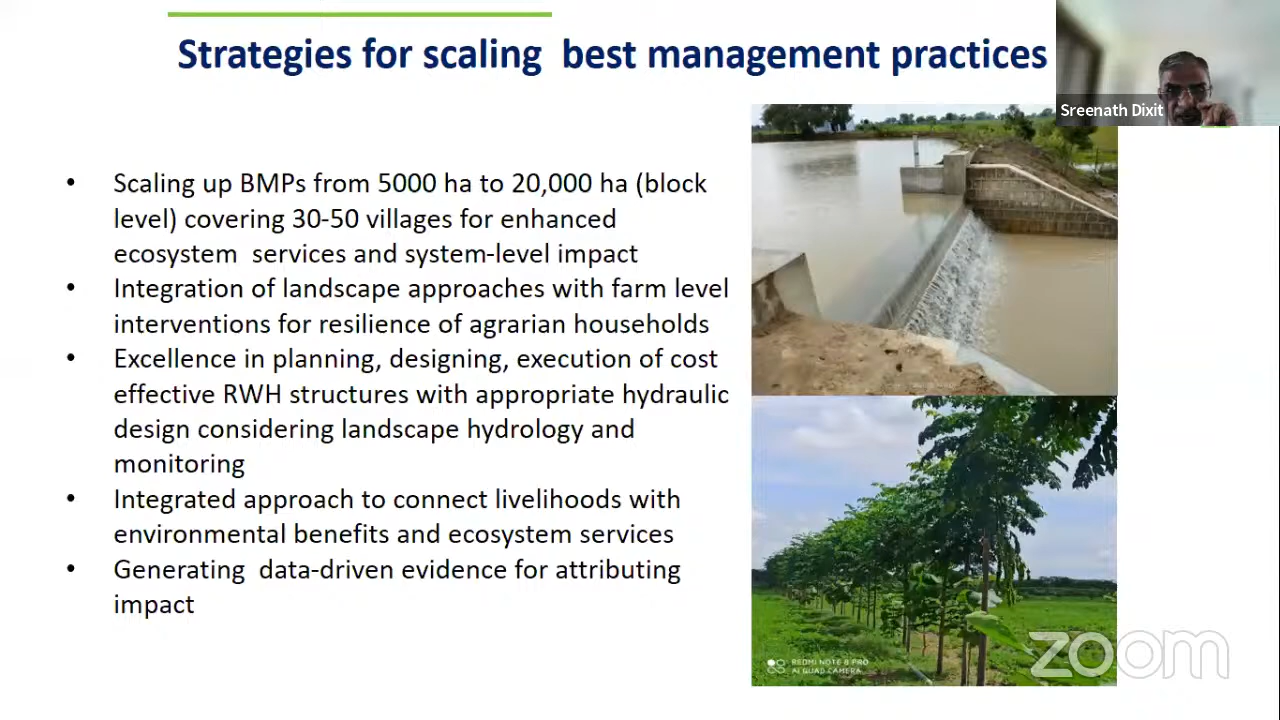 Strategies for scaling best management practices
Sreenath Dixit
• Scaling up BMPs from 5000 ha to 20,000 ha (block
level) covering 30-50 villages for enhanced
ecosystem services and system-level impact
• Integration of landscape approaches with farm level
interventions for resilience of agrarian households
• Excellence in planning, designing, execution of cost
effective RWH structures with appropriate hydraulic
design considering landscape hydrology and
monitoring
• Integrated approach to connect livelihoods with
environmental benefits and ecosystem services
• Generating data-driven evidence for attributing
impact
REDMI NOTE 8 PRO
AI QUAD CAMERA
zoom